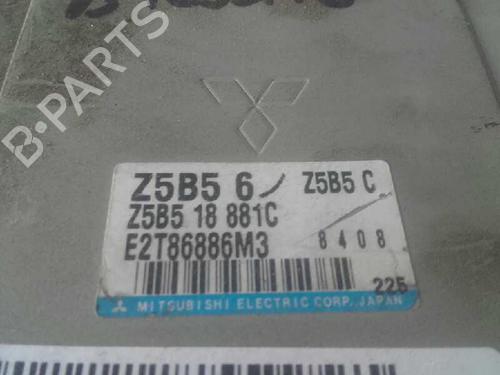 B-PARTS
Z5B5 6 Z5B5 C
Z5B5 18 881C
E2T86886M3 8408
225
MITSUBISHI ELECTRIC CORP., JAPAN